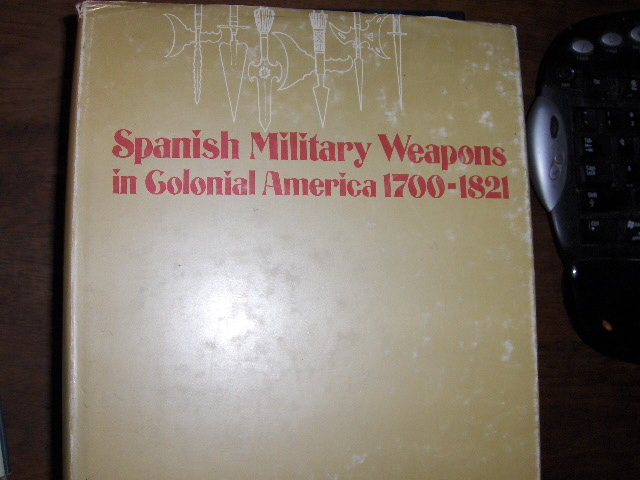 Spanish Military Weapons
in Colonial America 1700-1821